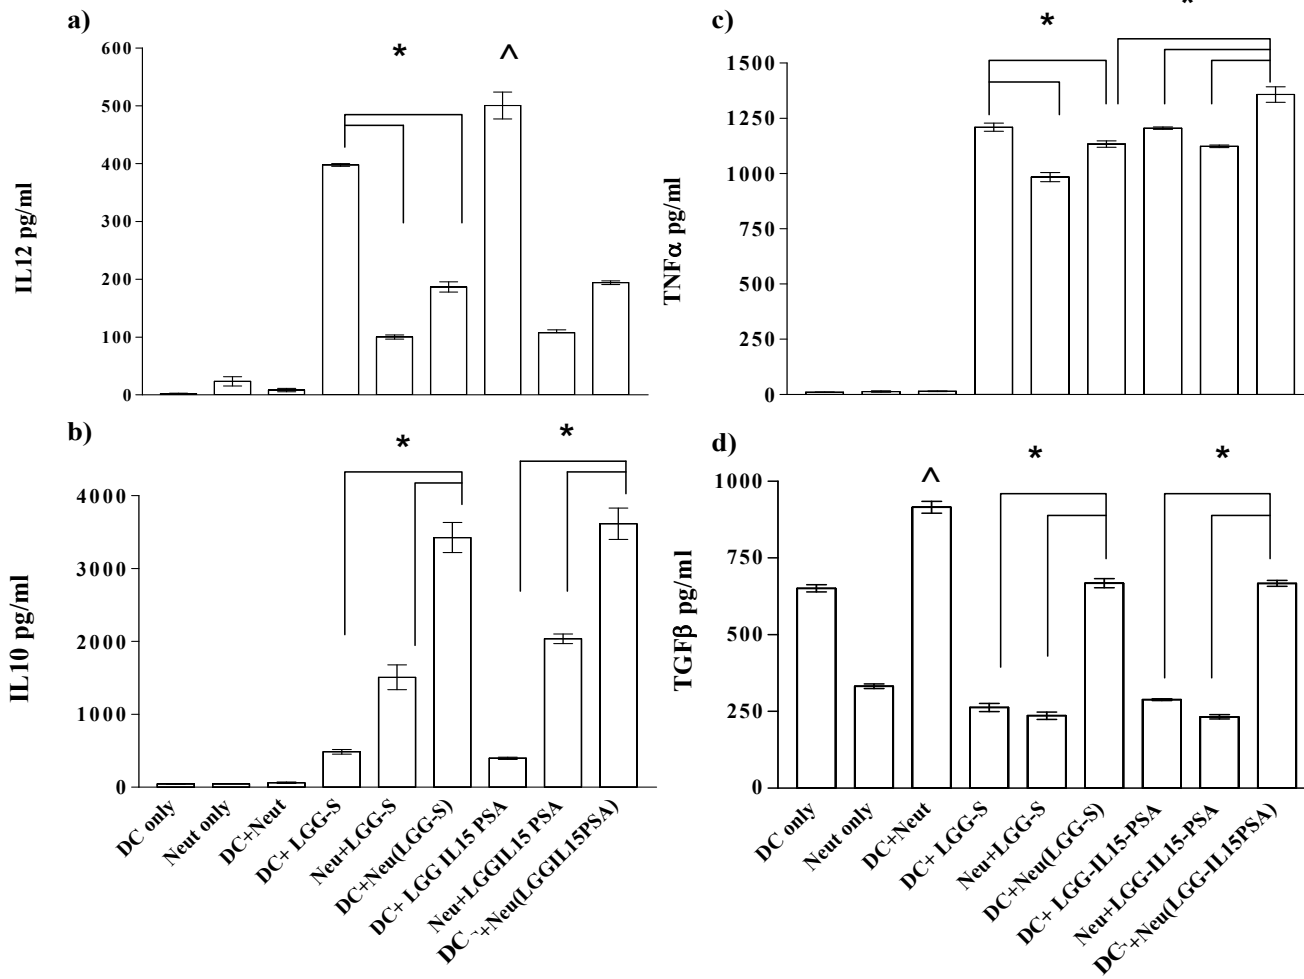 a)
*
^
600
500
400
300
200
100
0
IL12 pg/ml
c)
*
*
1500
1250
1000
750
500
250
0
TNFα pg/ml
b)
*
*
4000
3000
2000
1000
0
IL10 pg/ml
DC only
Neut only
DC+Neut
DC+ LGG-S
Neu+LGG-S
DC+Neu(LGG-S)
DC+ LGG IL15 PSA
Neu+LGGIL15 PSA
DC+Neu(LGGIL15PSA)
d)
^
*
*
1000
750
500
250
0
TGFβ pg/ml
DC only
Neut only
DC+Neut
DC+ LGG-S
Neu+LGG-S
DC+Neu(LGG-S)
DC+ LGG-IL15-PSA
Neu+LGG-IL15-PSA
DC+Neu(LGG-IL15PSA)